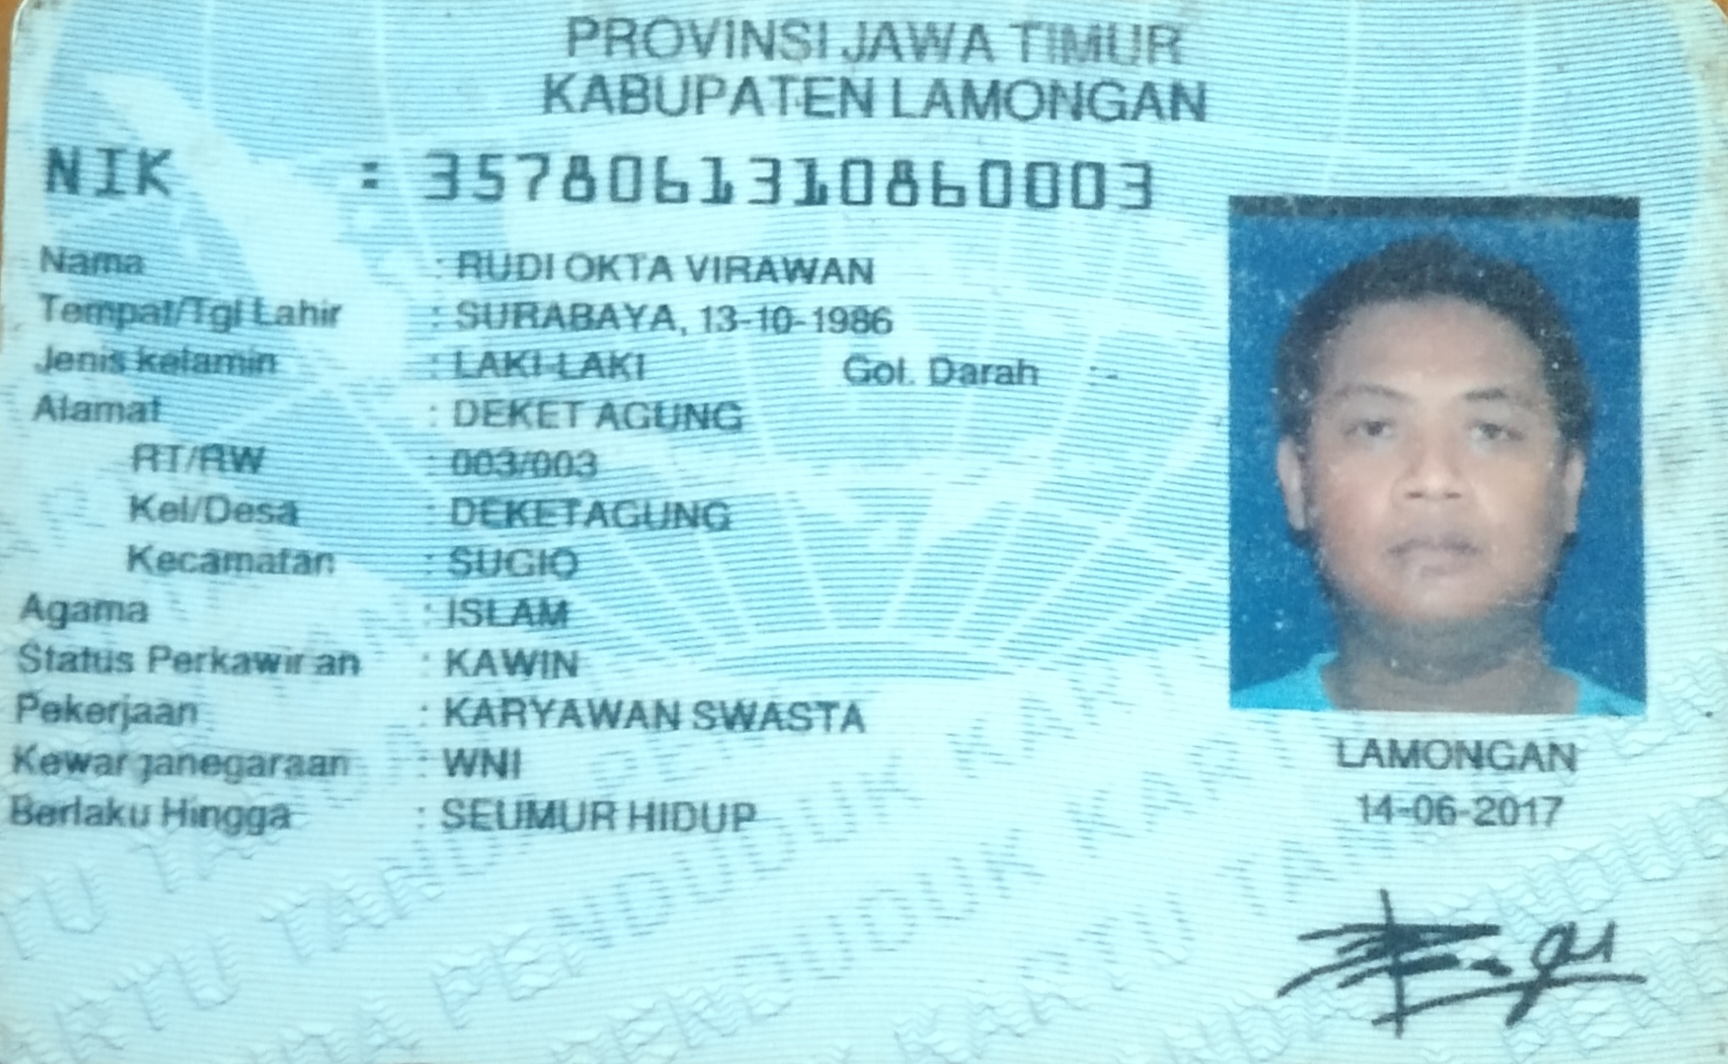 PROVINSI JAWA TIMUR
KABUPATEN LAMONGAN
NIK : 3578061310860003
Nama : RUDI OKTA VIRAWAN
Tempat/Tgl Lahir : SURABAYA, 13-10-1986
Jenis kelamin : LAKI-LAKI Gol. Darah : -
Alamat : DEKET AGUNG
RT/RW : 003/003
Kel/Desa : DEKETAGUNG
Kecamatan : SUGIO
Agama : ISLAM
Status Perkawinan : KAWIN
Pekerjaan : KARYAWAN SWASTA
Kewarganegaraan : WNI
Berlaku Hingga : SEUMUR HIDUP
LAMONGAN
14-06-2017